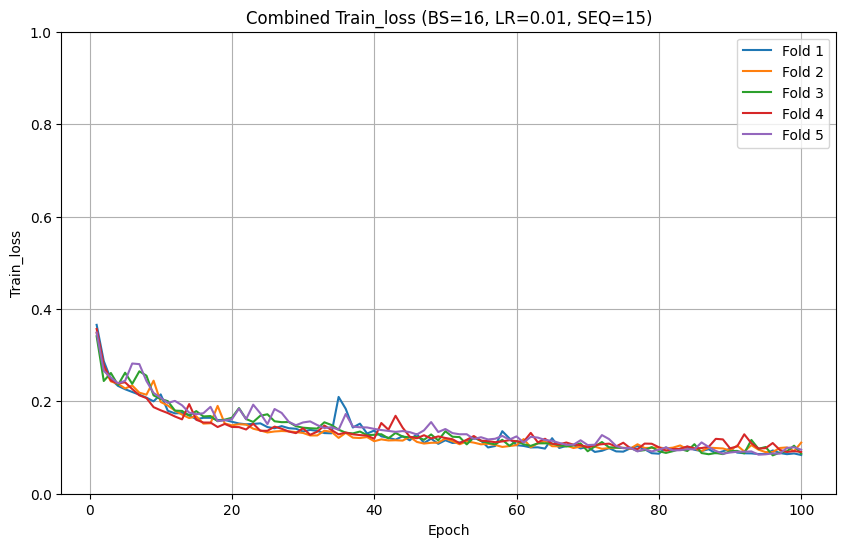 Combined Train_loss (BS=16, LR=0.01, SEQ=15)
1.0
0.8
0.6
0.4
0.2
0.0
Train_loss
Fold 1
Fold 2
Fold 3
Fold 4
Fold 5
0 20 40 60 80 100
Epoch